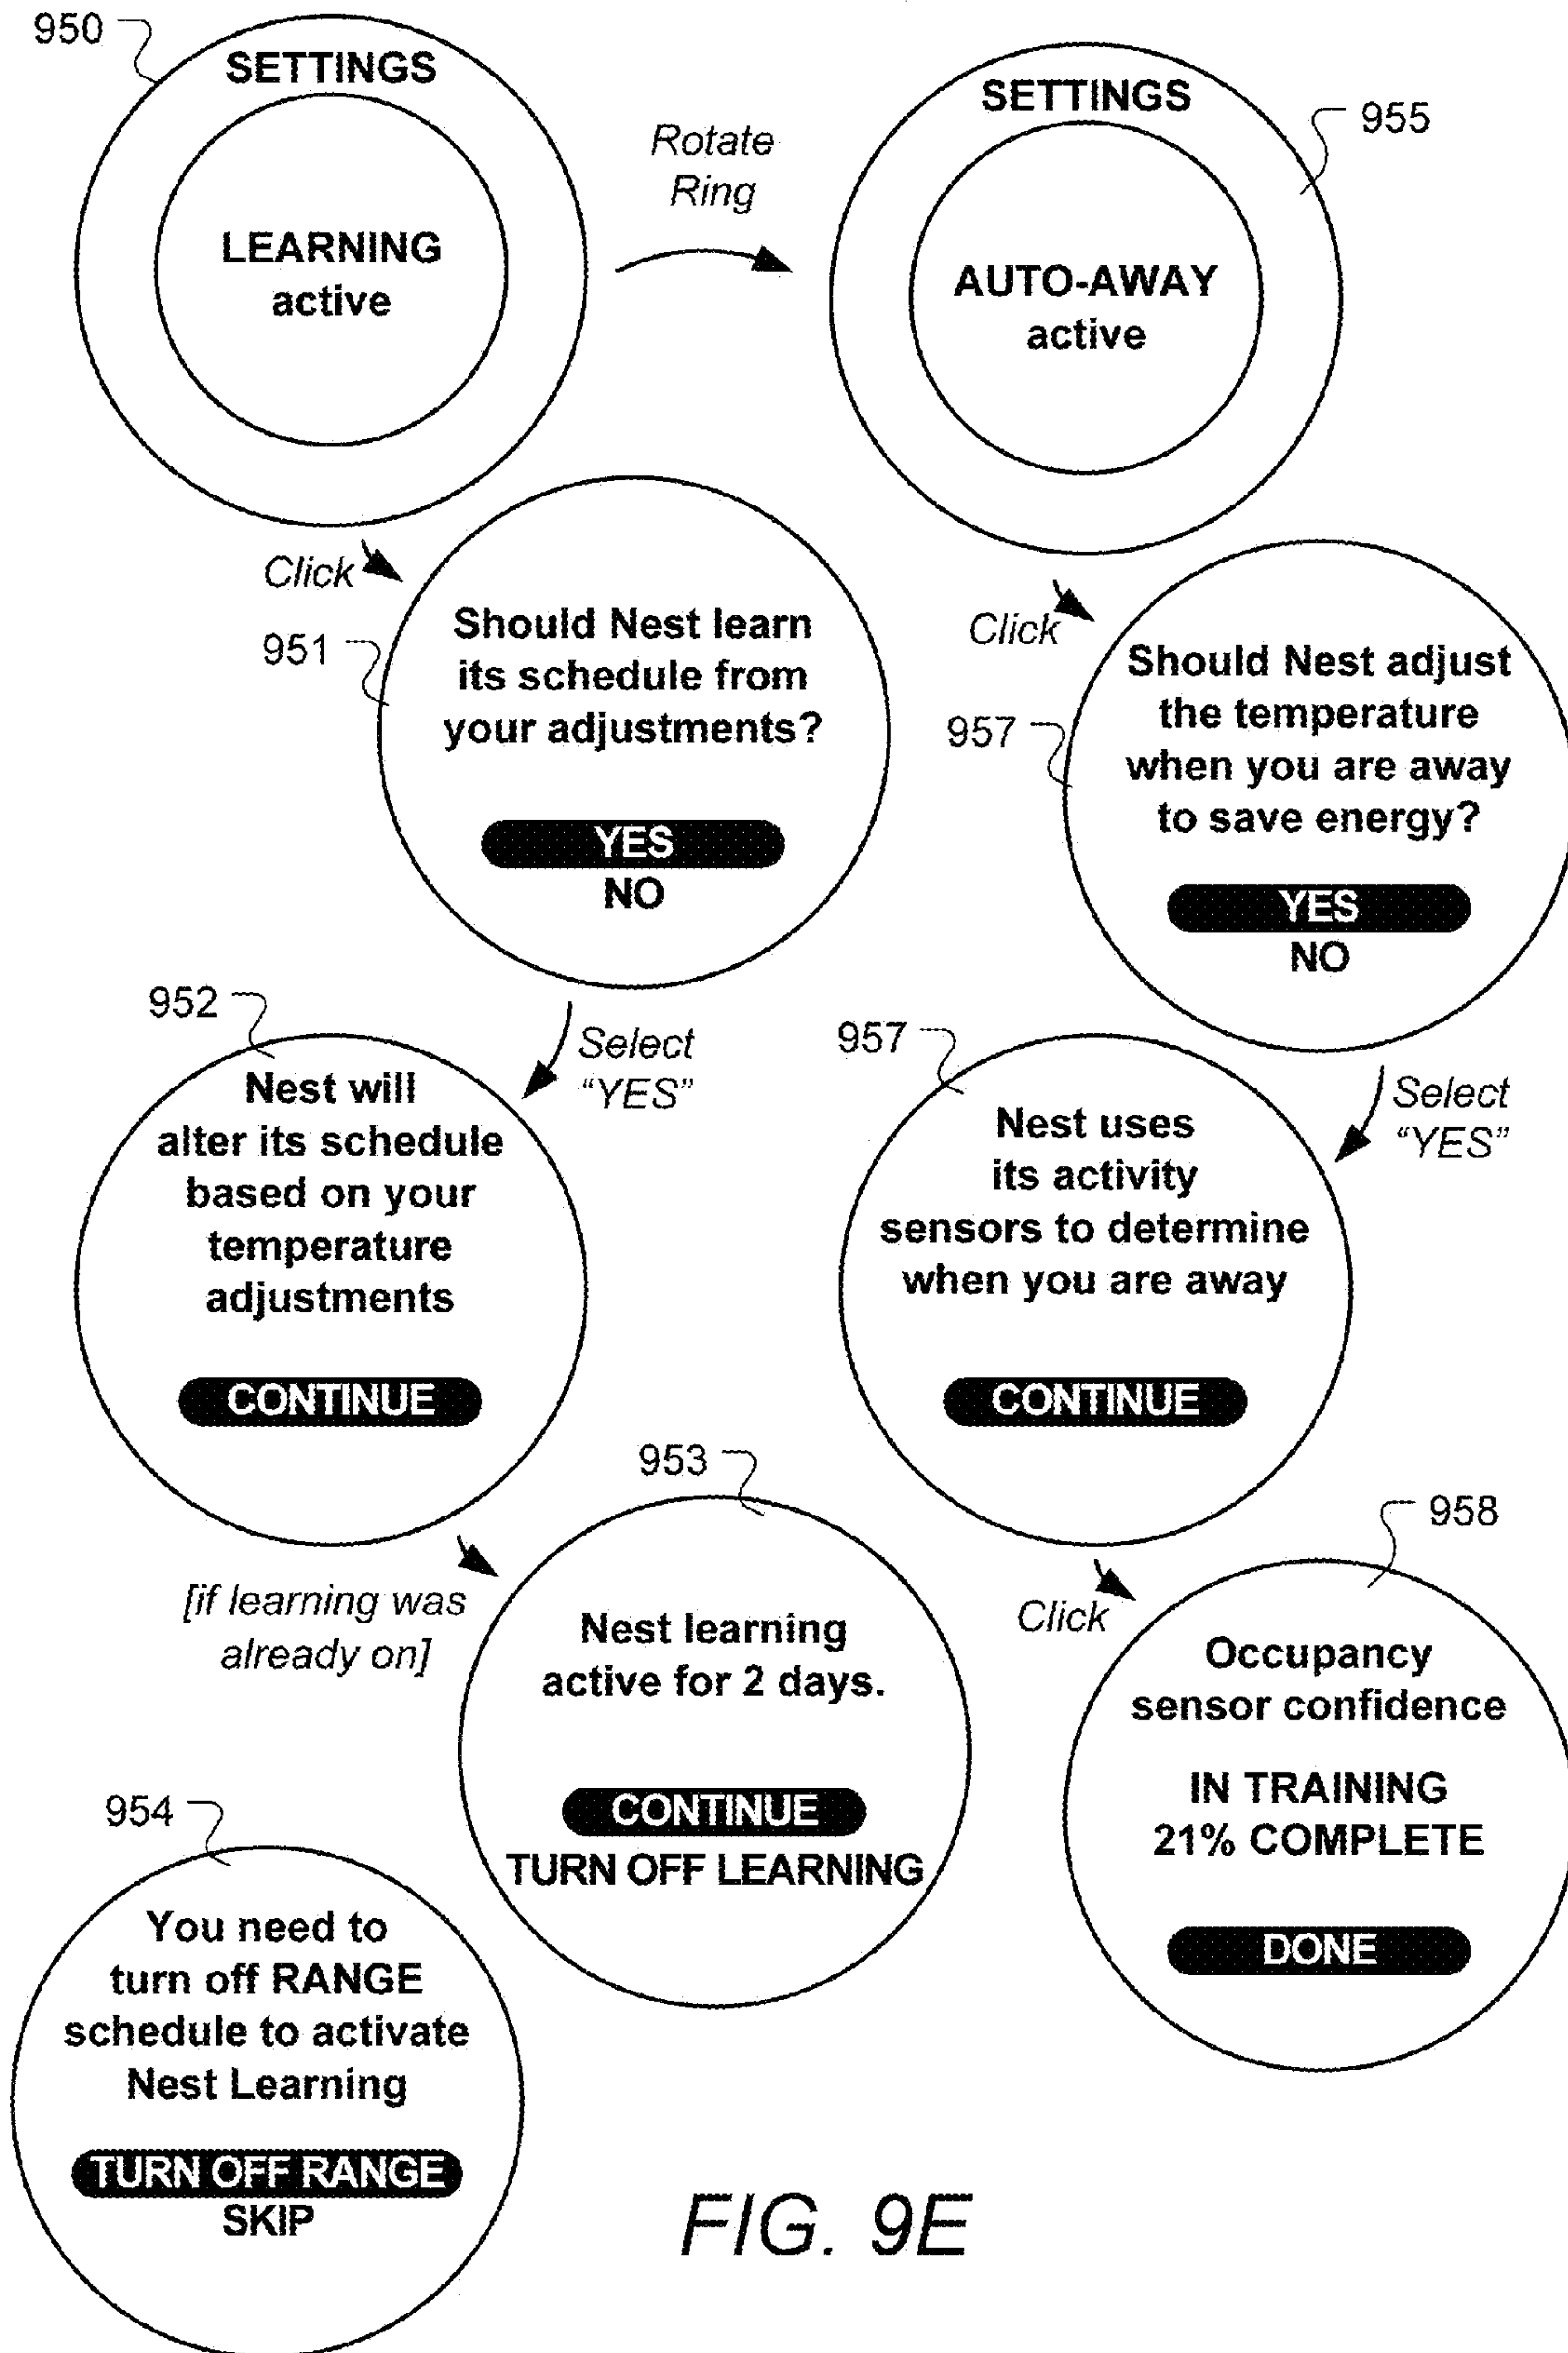 950
SETTINGS
LEARNING
active
Rotate
Ring
SETTINGS
955
AUTO-AWAY
active
Click
951
Should Nest learn
its schedule from
your adjustments?
YES
NO
Click
957
Should Nest adjust
the temperature
when you are away
to save energy?
YES
NO
952
Select
“YES”
Nest will
alter its schedule
based on your
temperature
adjustments
CONTINUE
957
Select
“YES”
Nest uses
its activity
sensors to determine
when you are away
CONTINUE
[if learning was
already on]
953
Nest learning
active for 2 days.
CONTINUE
TURN OFF LEARNING
Click
958
Occupancy
sensor confidence
IN TRAINING
21% COMPLETE
DONE
954
You need to
turn off RANGE
schedule to activate
Nest Learning
TURN OFF RANGE
SKIP
FIG. 9E